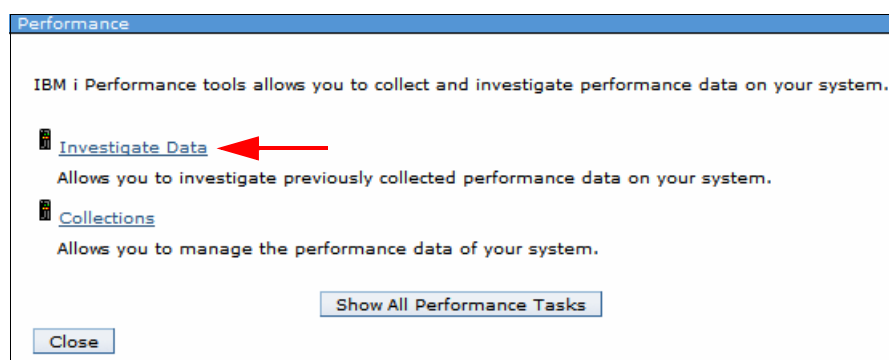 Performance
IBM i Performance tools allows you to collect and investigate performance data on your system.
Investigate Data
Allows you to investigate previously collected performance data on your system.
Collections
Allows you to manage the performance data of your system.
Show All Performance Tasks
Close